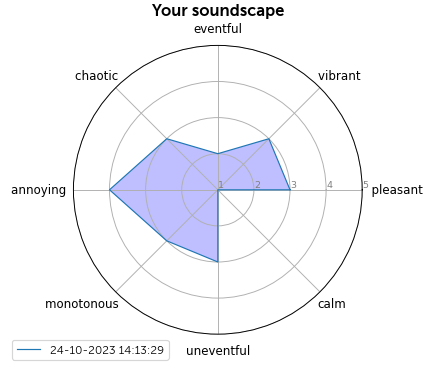 Your soundscape
eventful
chaotic
vibrant
annoying
1 2 3 4 5
pleasant
monotonous
calm
uneventful
24-10-2023 14:13:29